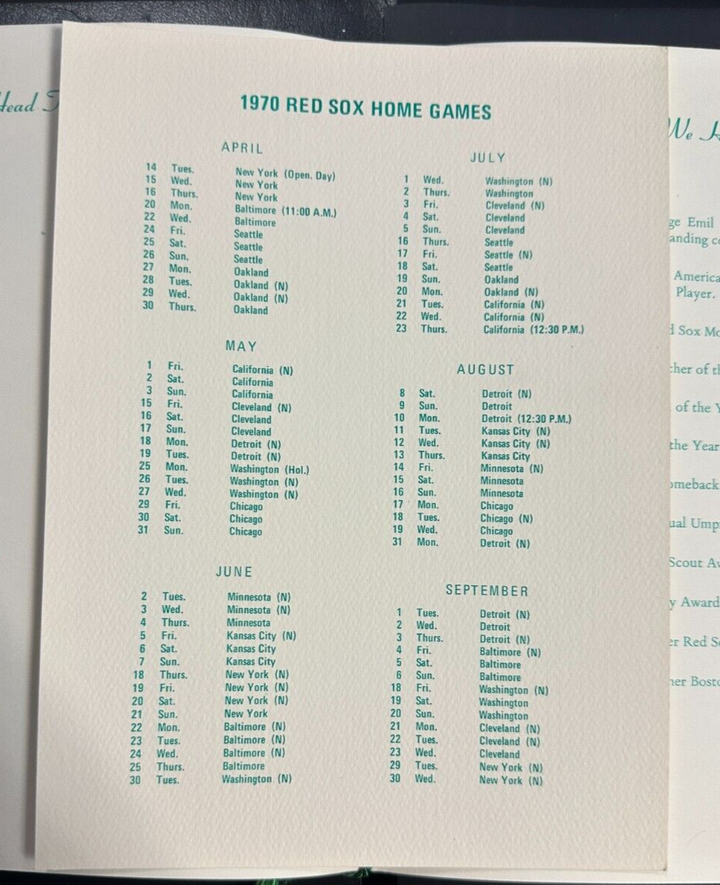 Head
1970 RED SOX HOME GAMES
APRIL
14 Tues. New York (Open. Day)
15 Wed. New York
16 Thurs. New York
20 Mon. Baltimore (11:00 A.M.)
22 Wed. Baltimore
24 Fri. Seattle
25 Sat. Seattle
26 Sun. Seattle
27 Mon. Oakland
28 Tues. Oakland (N)
29 Wed. Oakland (N)
30 Thurs. Oakland
MAY
1 Fri. California (N)
2 Sat. California
3 Sun. California
15 Fri. Cleveland (N)
16 Sat. Cleveland
17 Sun. Cleveland
18 Mon. Detroit (N)
19 Tues. Detroit (N)
25 Mon. Washington (Hol.)
26 Tues. Washington (N)
27 Wed. Washington (N)
29 Fri. Chicago
30 Sat. Chicago
31 Sun. Chicago
JUNE
2 Tues. Minnesota (N)
3 Wed. Minnesota (N)
4 Thurs. Minnesota
5 Fri. Kansas City (N)
6 Sat. Kansas City
7 Sun. Kansas City
18 Thurs. New York (N)
19 Fri. New York (N)
20 Sat. New York (N)
21 Sun. New York
22 Mon. Baltimore (N)
23 Tues. Baltimore (N)
24 Wed. Baltimore (N)
25 Thurs. Baltimore
30 Tues. Washington (N)
JULY
1 Wed. Washington (N)
2 Thurs. Washington
3 Fri. Cleveland (N)
4 Sat. Cleveland
5 Sun. Cleveland
16 Thurs. Seattle
17 Fri. Seattle (N)
18 Sat. Seattle
19 Sun. Oakland
20 Mon. Oakland (N)
21 Tues. California (N)
22 Wed. California (N)
23 Thurs. California (12:30 P.M.)
AUGUST
8 Sat. Detroit (N)
9 Sun. Detroit
10 Mon. Detroit (12:30 P.M.)
11 Tues. Kansas City (N)
12 Wed. Kansas City (N)
13 Thurs. Kansas City
14 Fri. Minnesota (N)
15 Sat. Minnesota
16 Sun. Minnesota
17 Mon. Chicago
18 Tues. Chicago (N)
19 Wed. Chicago
31 Mon. Detroit (N)
SEPTEMBER
1 Tues. Detroit (N)
2 Wed. Detroit
3 Thurs. Detroit (N)
4 Fri. Baltimore (N)
5 Sat. Baltimore
6 Sun. Baltimore
18 Fri. Washington (N)
19 Sat. Washington
20 Sun. Washington
21 Mon. Cleveland (N)
22 Tues. Cleveland (N)
23 Wed. Cleveland
29 Tues. New York (N)
30 Wed. New York (N)
We
Emil
America
Player.
Sox
of
of the
the Year
Scout
Award
Red